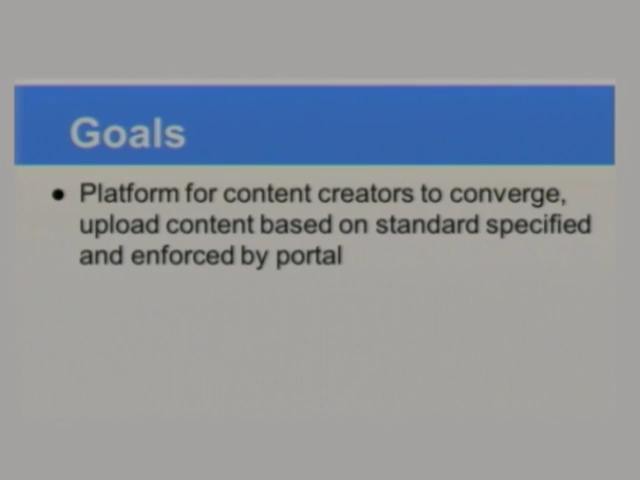 Goals
● Platform for content creators to converge,
upload content based on standard specified
and enforced by portal